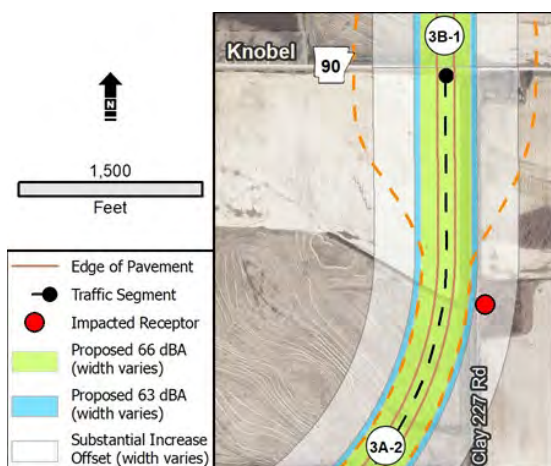 Knobel
90
3B-1
N
1,500
Feet
Edge of Pavement
Traffic Segment
Impacted Receptor
Proposed 66 dBA
(width varies)
Proposed 63 dBA
(width varies)
Substantial Increase
Offset (width varies)
3A-2
Clay 227 Rd